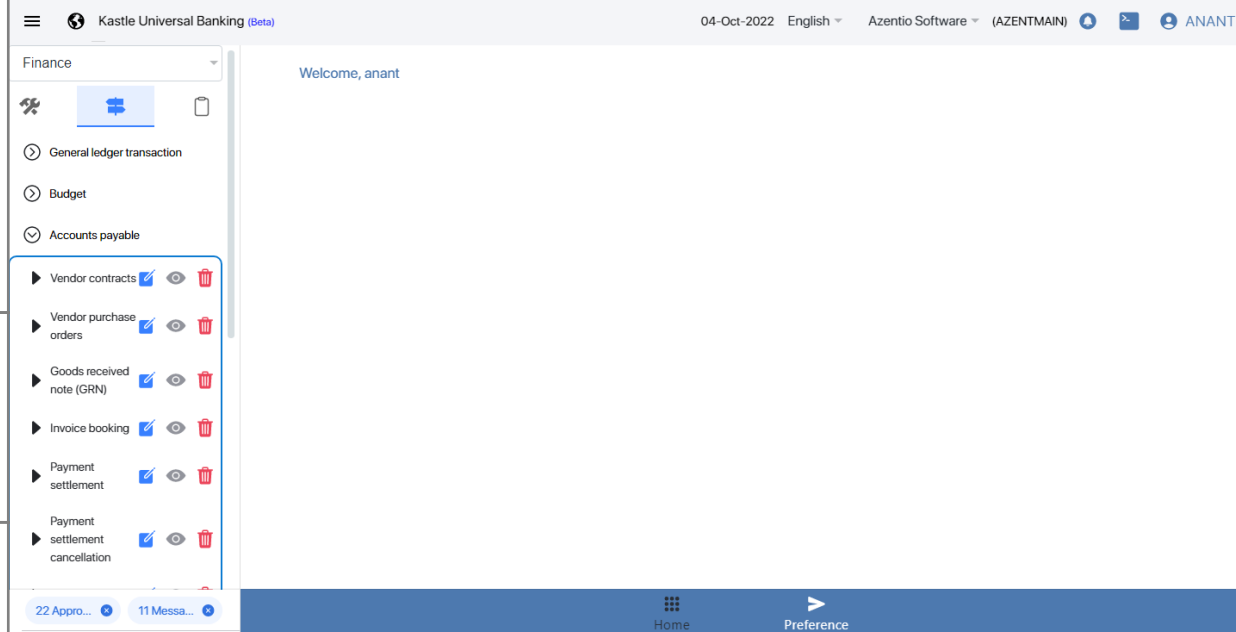 Kastle Universal Banking (Beta)
04-Oct-2022 English Azentio Software (AZENTMAIN) ANANT
Finance
Welcome, anant
General ledger transaction
Budget
Accounts payable
Vendor contracts
Vendor purchase
orders
Goods received
note (GRN)
Invoice booking
Payment
settlement
Payment
settlement
cancellation
22 Appro...
11 Messa...
Home
Preference